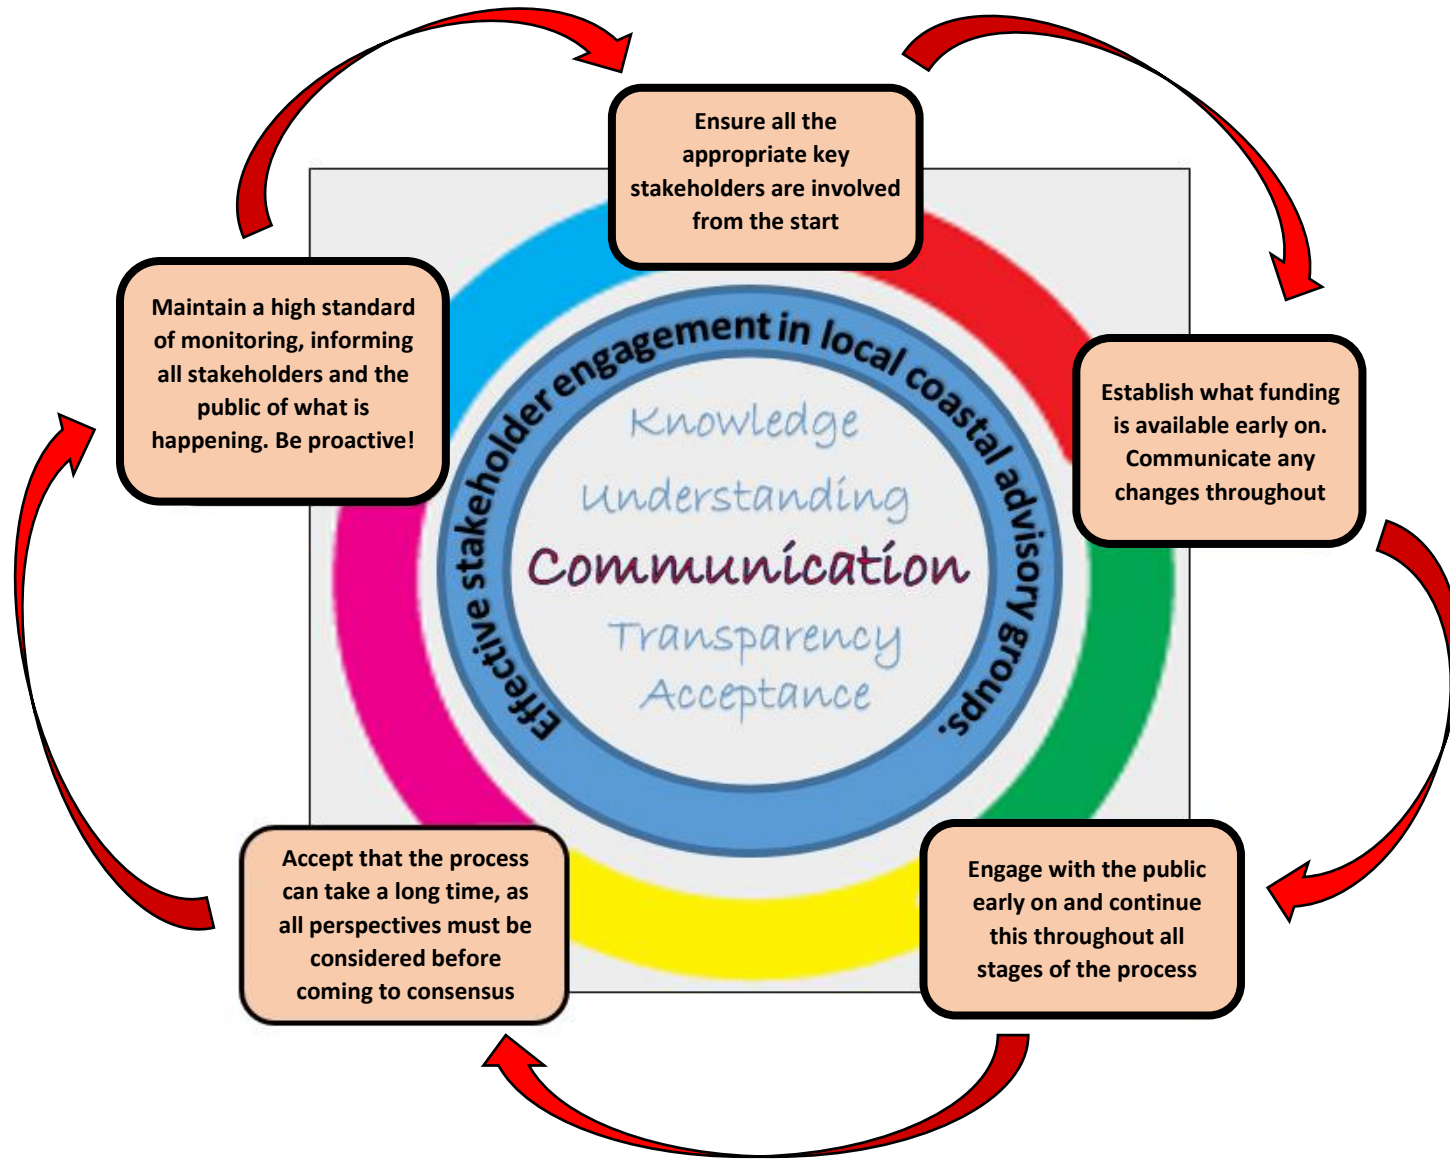 Ensure all the
appropriate key
stakeholders are involved
from the start
Maintain a high standard
of monitoring, informing
all stakeholders and the
public of what is
happening. Be proactive!
Establish what funding
is available early on.
Communicate any
changes throughout
Effective stakeholder engagement in local coastal advisory groups.
Knowledge
Understanding
Communication
Transparency
Acceptance
Accept that the process
can take a long time, as
all perspectives must be
considered before
coming to consensus
Engage with the public
early on and continue
this throughout all
stages of the process